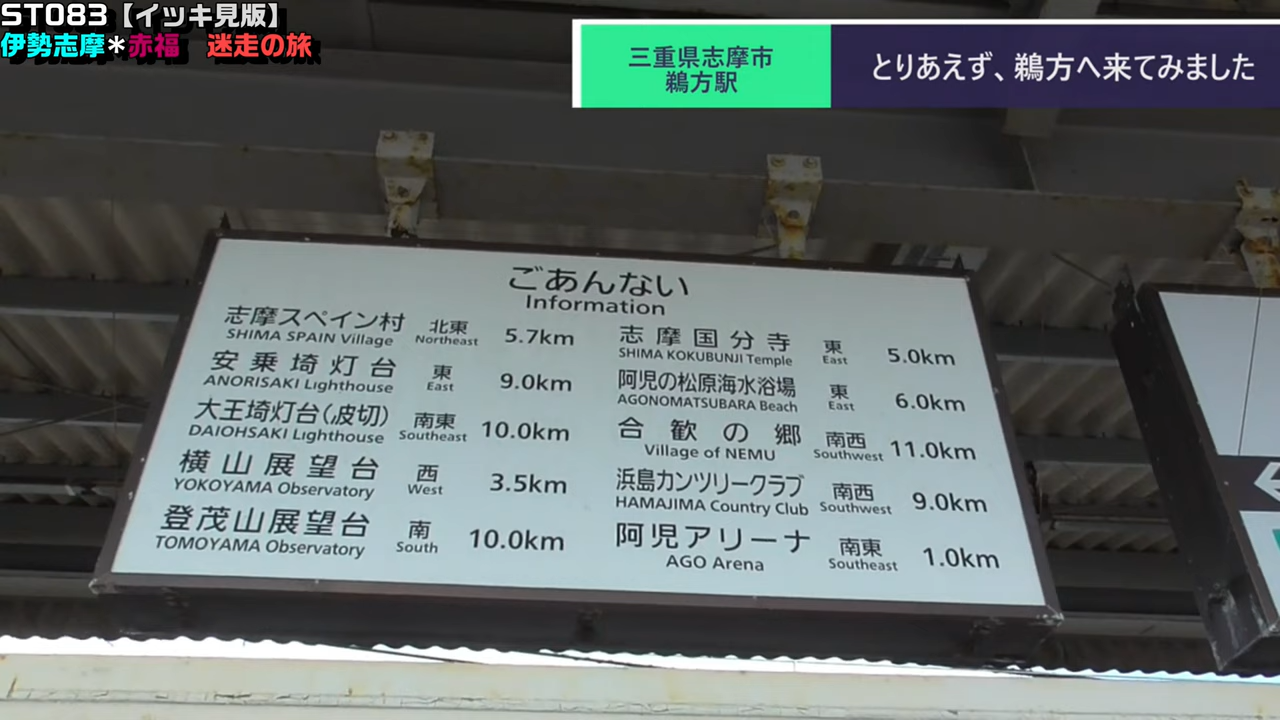 ST083【イッキ見版】
伊勢志摩*赤福 迷走の旅
三重県志摩市
鵜方駅
とりあえず、鵜方へ来てみました
ごあんない
Information
志摩スペイン村 北東 5.7km
SHIMA SPAIN Village Northeast
安乗埼灯台 東 9.0km
ANORISAKI Lighthouse East
大王埼灯台(波切) 南東 10.0km
DAIOHSAKI Lighthouse Southeast
横山展望台 西 3.5km
YOKOYAMA Observatory West
登茂山展望台 南 10.0km
TOMOYAMA Observatory South
志摩国分寺 東 5.0km
SHIMA KOKUBUNJI Temple East
阿児の松原海水浴場 東 6.0km
AGONOMATSUBARA Beach East
合歓の郷 南西 11.0km
Village of NEMU Southwest
浜島カンツリークラブ 南西 9.0km
HAMAJIMA Country Club Southwest
阿児アリーナ 南東 1.0km
AGO Arena Southeast